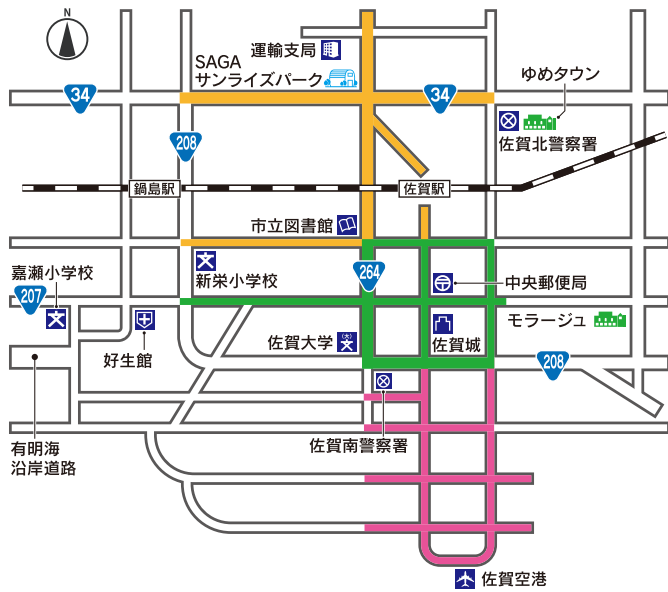 N
運輸支局
SAGA
サンライズパーク
34
34
ゆめタウン
208
佐賀北警察署
鍋島駅
佐賀駅
市立図書館
嘉瀬小学校
新栄小学校
264
中央郵便局
207
モラージュ
好生館
佐賀大学
(大)
文
佐賀城
208
有明海
沿岸道路
佐賀南警察署
佐賀空港